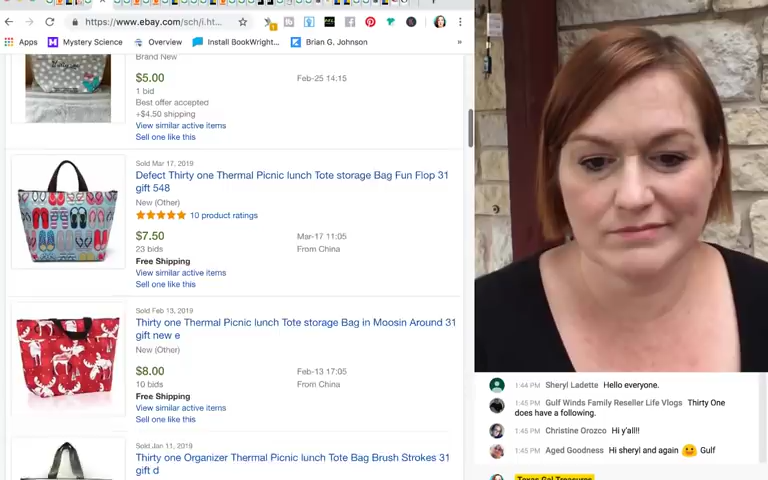 https://www.ebay.com/sch/i.ht...
Apps
Mystery Science
Overview
Install BookWright...
Brian G. Johnson
»
Brand New
$5.00
Feb-25 14:15
1 bid
Best offer accepted
+$4.50 shipping
View similar active items
Sell one like this
Sold Mar 17, 2019
Defect Thirty one Thermal Picnic lunch Tote storage Bag Fun Flop 31
gift 548
New (Other)
10 product ratings
$7.50
Mar-17 11:05
23 bids
From China
Free Shipping
View similar active items
Sell one like this
Sold Feb 13, 2019
Thirty one Thermal Picnic lunch Tote storage Bag in Moosin Around 31
gift new e
New (Other)
$8.00
Feb-13 17:05
10 bids
From China
Free Shipping
View similar active items
Sell one like this
Sold Jan 11, 2019
Thirty one Organizer Thermal Picnic lunch Tote Bag Brush Strokes 31
gift d
1:44 PM Sheryl Ladette Hello everyone.
1:45 PM Gulf Winds Family Reseller Life Vlogs Thirty One
does have a following.
1:45 PM Christine Orozco Hi y'all!!
1:45 PM Aged Goodness Hi sheryl and again Gulf
Texas Gal Treasures